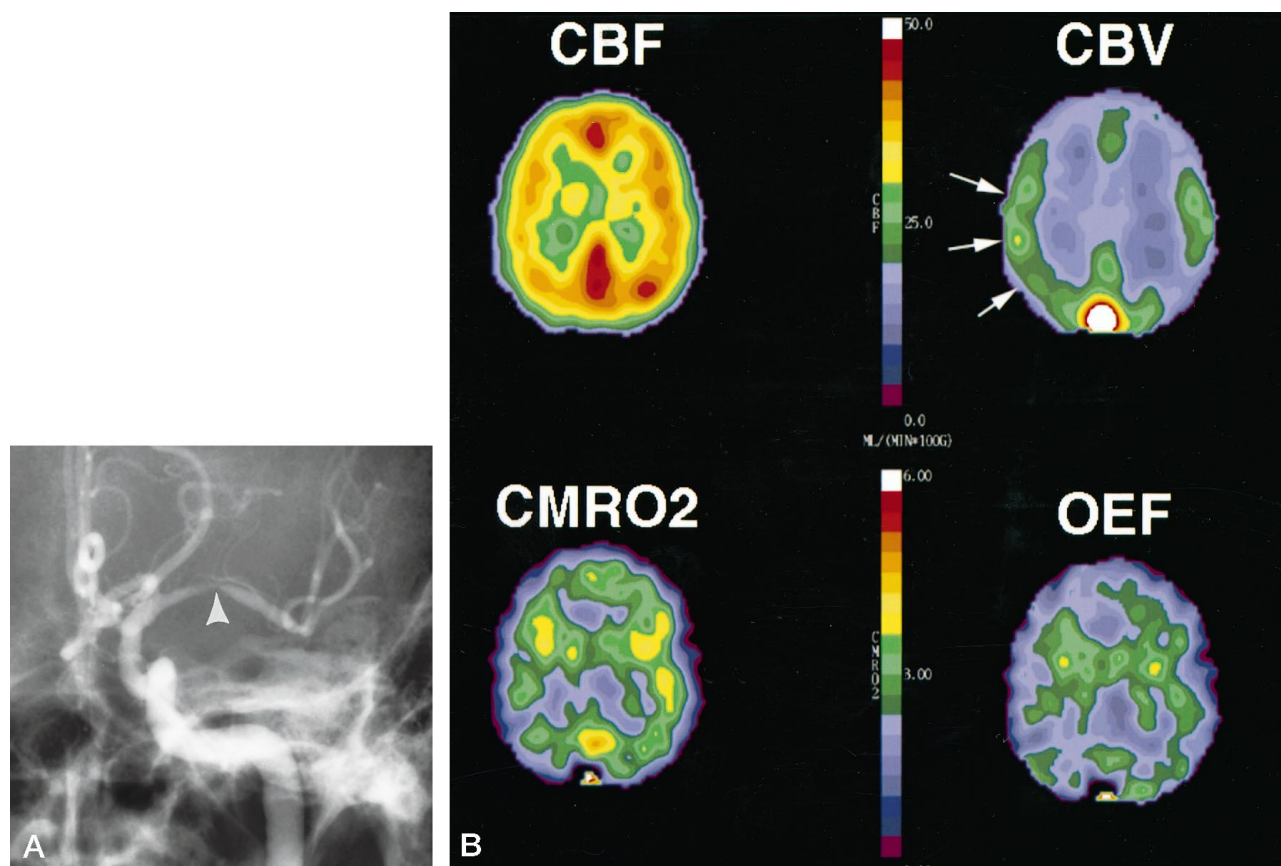 CBF
CBV
50.0
CBF
25.0
0.0
ML/(MIN*100G)
CMRO2
OEF
6.00
CMRO2
3.00
A
B